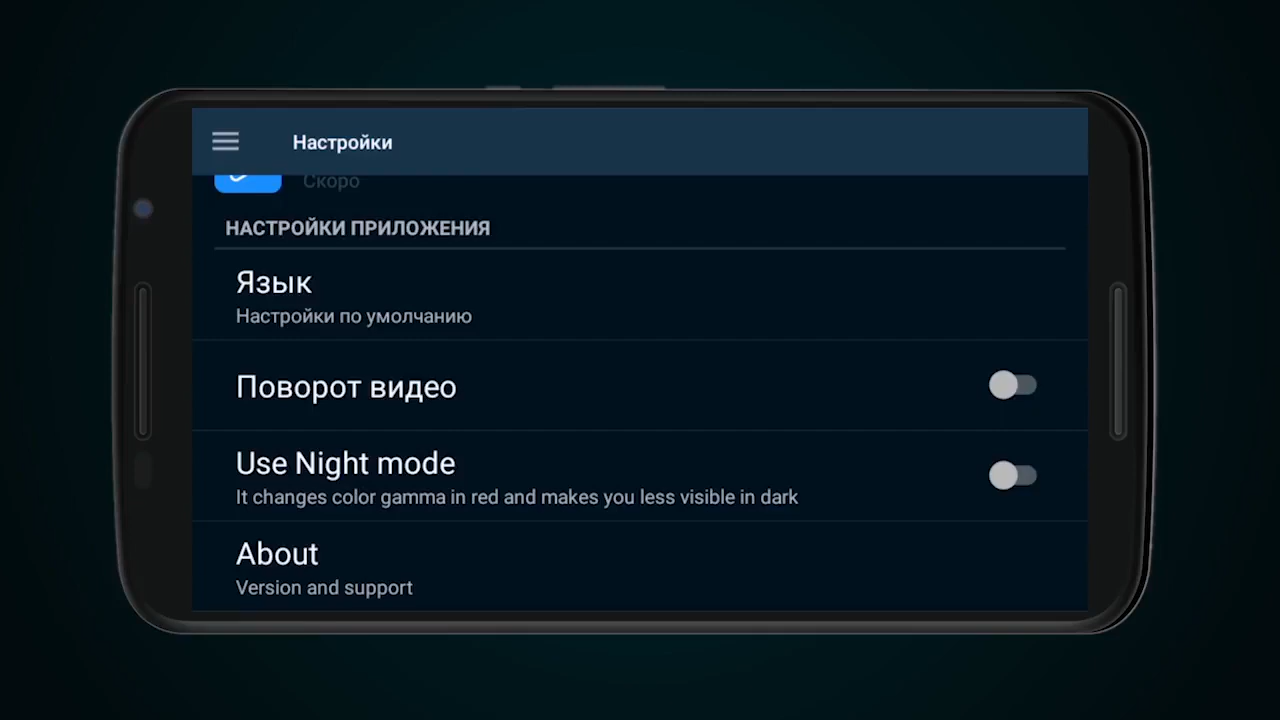 Настройки
Скоро
НАСТРОЙКИ ПРИЛОЖЕНИЯ
Язык
Настройки по умолчанию
Поворот видео
Use Night mode
It changes color gamma in red and makes you less visible in dark
About
Version and support